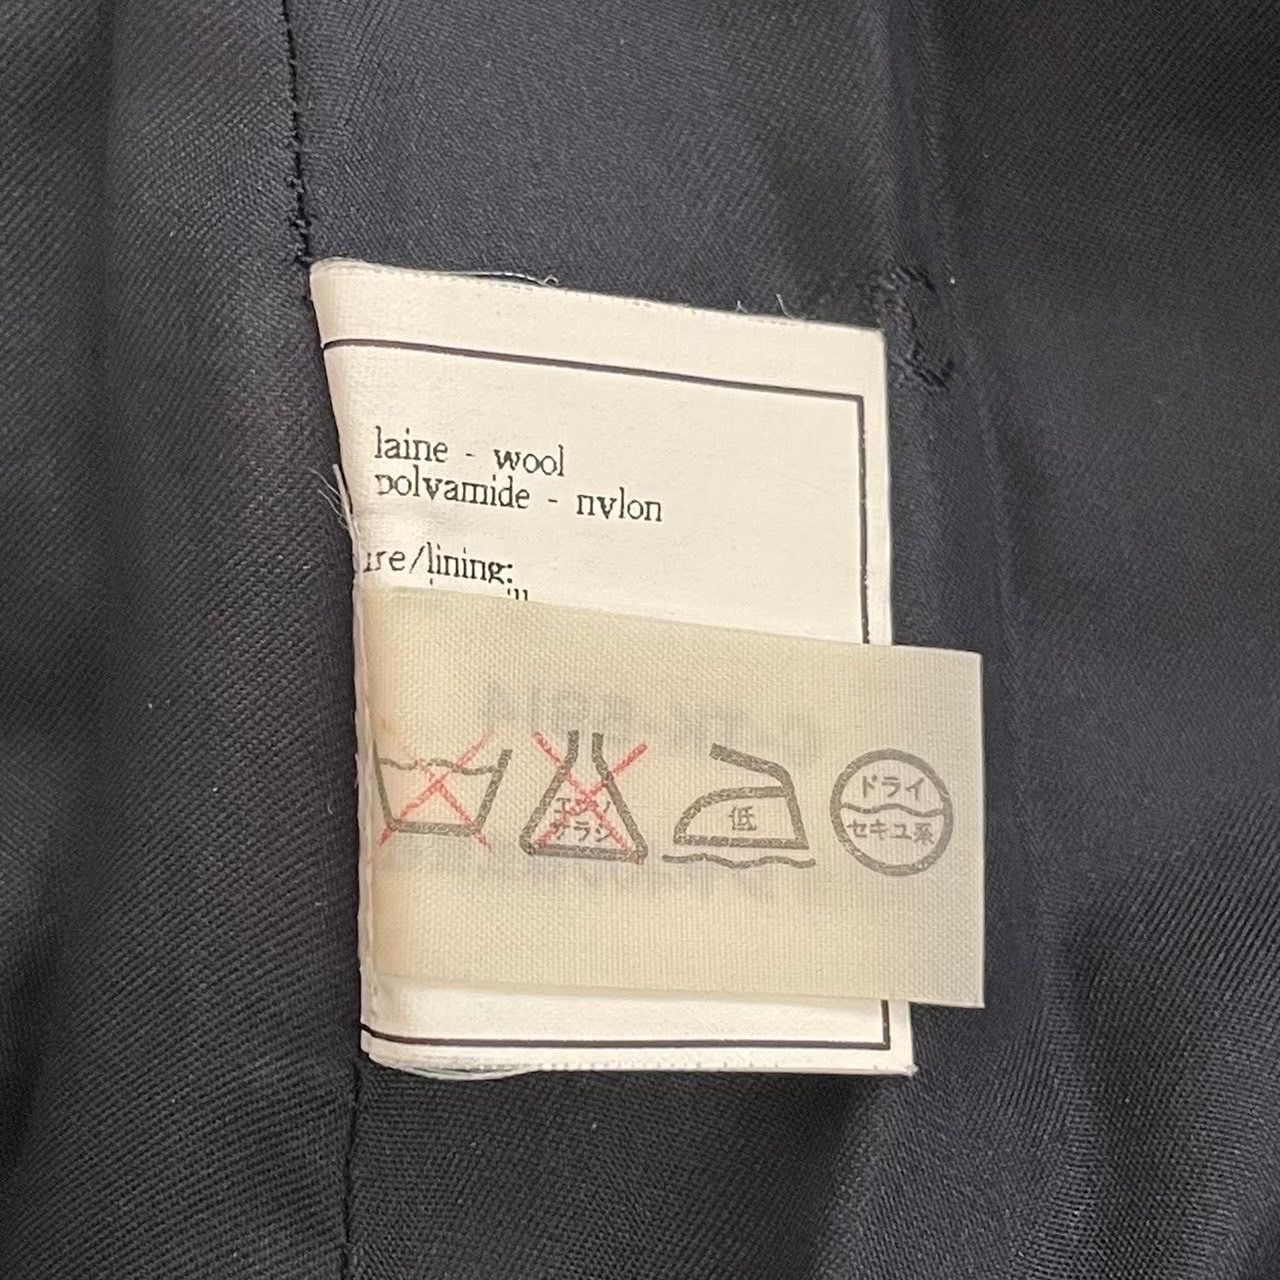 laine - wool
polyamide - nylon
ure/lining:
エンソ
サラシ
低
ドライ
セキユ系